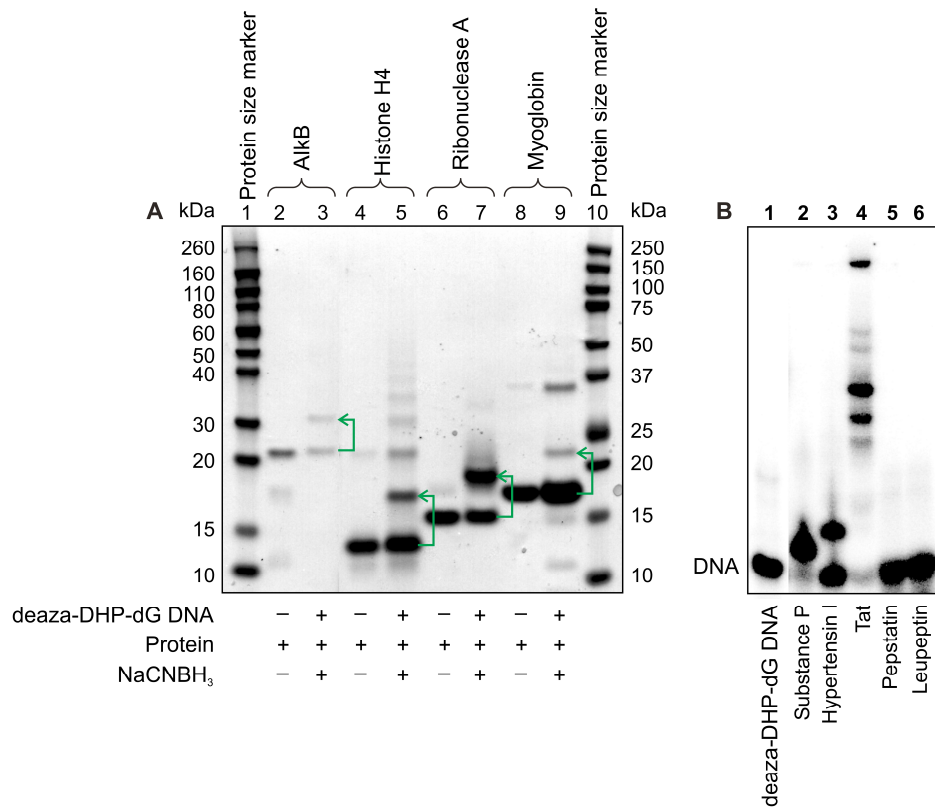 Protein size marker
AlkB
Histone H4
Ribonuclease A
Myoglobin
Protein size marker
A kDa 1 2 3 4 5 6 7 8 9 10 kDa
260
160
110
80
60
50
40
30
20
15
10
250
150
100
75
50
37
25
20
15
10
deaza-DHP-dG DNA − + − + − + − +
Protein + + + + + + + +
NaCNBH₃ − + − + − + − +
B 1 2 3 4 5 6
DNA
deaza-DHP-dG DNA
Substance P
Hypertensin I
Tat
Pepstatin
Leupeptin